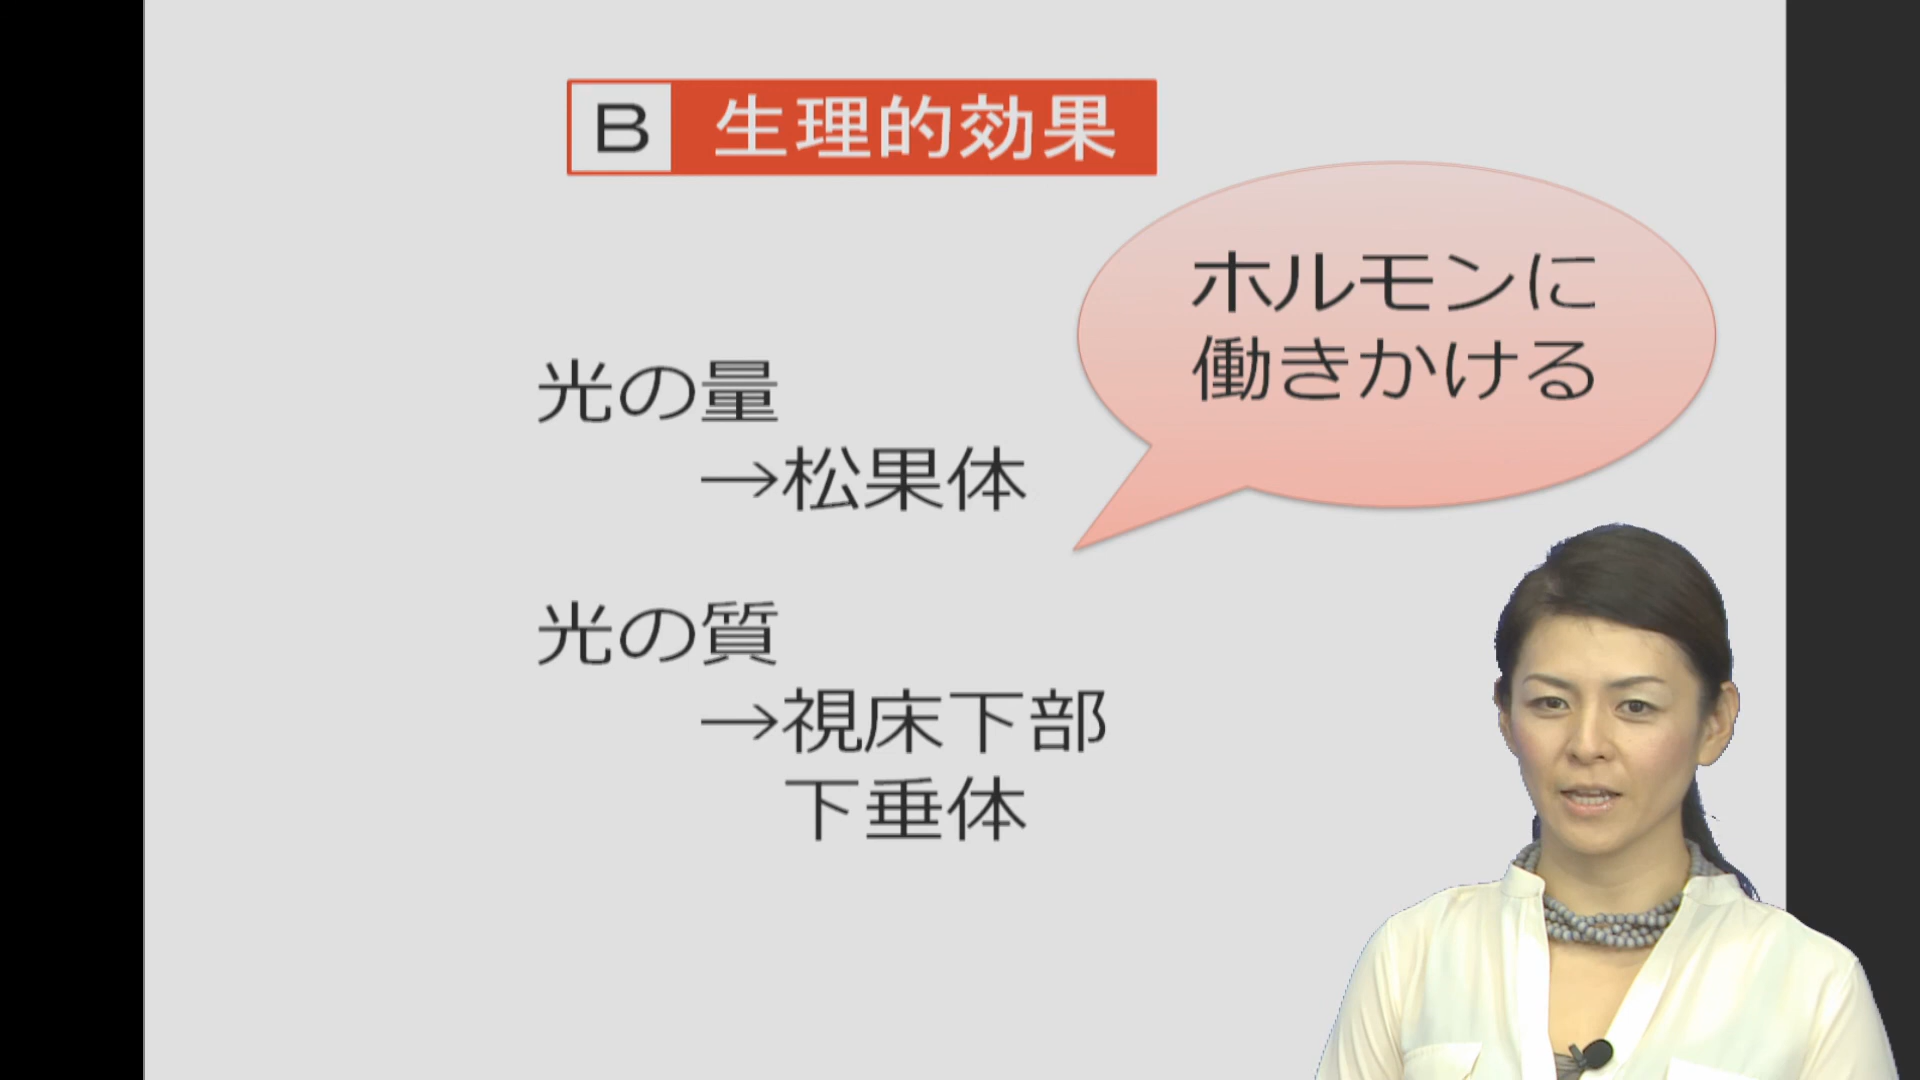 B 生理的効果
ホルモンに
働きかける
光の量
→松果体
光の質
→視床下部
下垂体